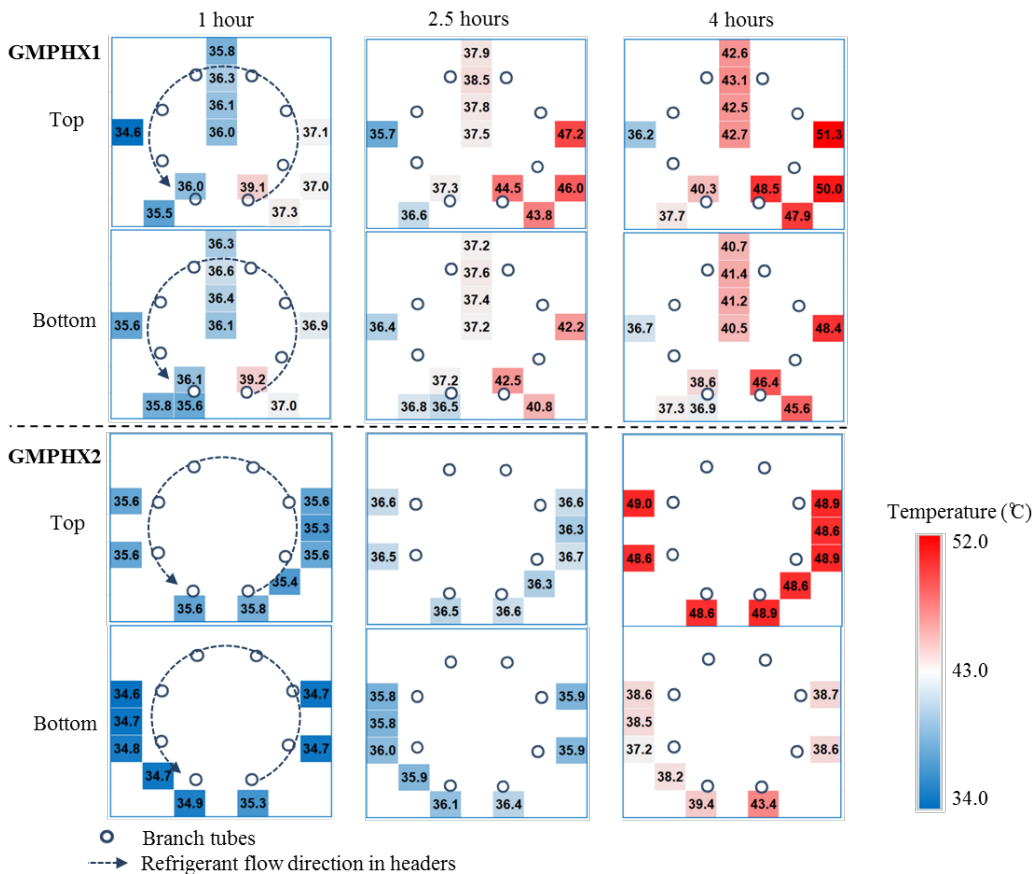 1 hour 2.5 hours 4 hours
GMPHX1
Top
35.8
36.3
36.1
34.6 36.0 37.1
36.0 39.1 37.0
35.5 37.3
37.9
38.5
37.8
35.7 37.5 47.2
37.3 44.5 46.0
36.6 43.8
42.6
43.1
42.5
36.2 42.7 51.3
40.3 48.5 50.0
37.7 47.9
Bottom
36.3
36.6
36.4
35.6 36.1 36.9
36.1 39.2
35.8 35.6 37.0
37.2
37.6
37.4
36.4 37.2 42.2
37.2 42.5
36.8 36.5 40.8
40.7
41.4
41.2
36.7 40.5 48.4
38.6 46.4
37.3 36.9 45.6
GMPHX2
Top
35.6 35.6
35.3
35.6 35.6
35.4
35.6 35.8
36.6 36.6
36.3
36.5 36.7
36.3
36.5 36.6
49.0 48.9
48.6
48.6 48.9
48.6
48.6 48.9
Bottom
34.6 34.7
34.7
34.8 34.7
34.7
34.9 35.3
35.8 35.9
35.8
36.0 35.9
35.9
36.1 36.4
38.6 38.7
38.5
37.2 38.6
38.2
39.4 43.4
Temperature (℃)
52.0
43.0
34.0
Branch tubes
Refrigerant flow direction in headers